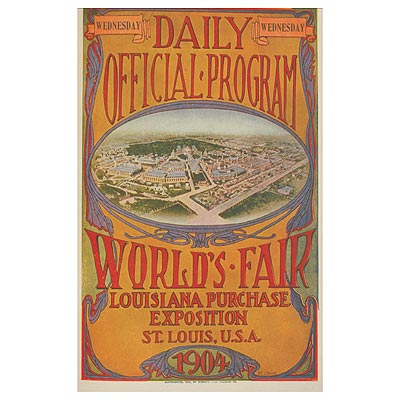 WEDNESDAY
WEDNESDAY
DAILY
OFFICIAL·PROGRAM
WORLD'S·FAIR
LOUISIANA PURCHASE
EXPOSITION
ST. LOUIS, U.S.A.
1904